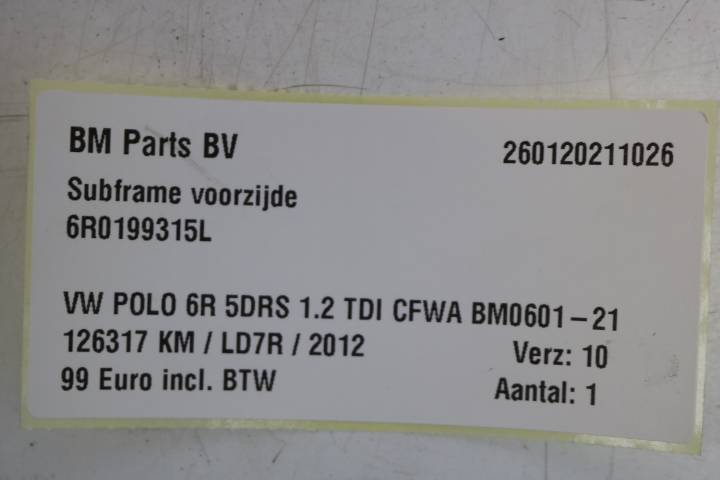 BM Parts BV 260120211026
Subframe voorzijde
6R0199315L
VW POLO 6R 5DRS 1.2 TDI CFWA BM0601-21
126317 KM / LD7R / 2012 Verz: 10
99 Euro incl. BTW Aantal: 1